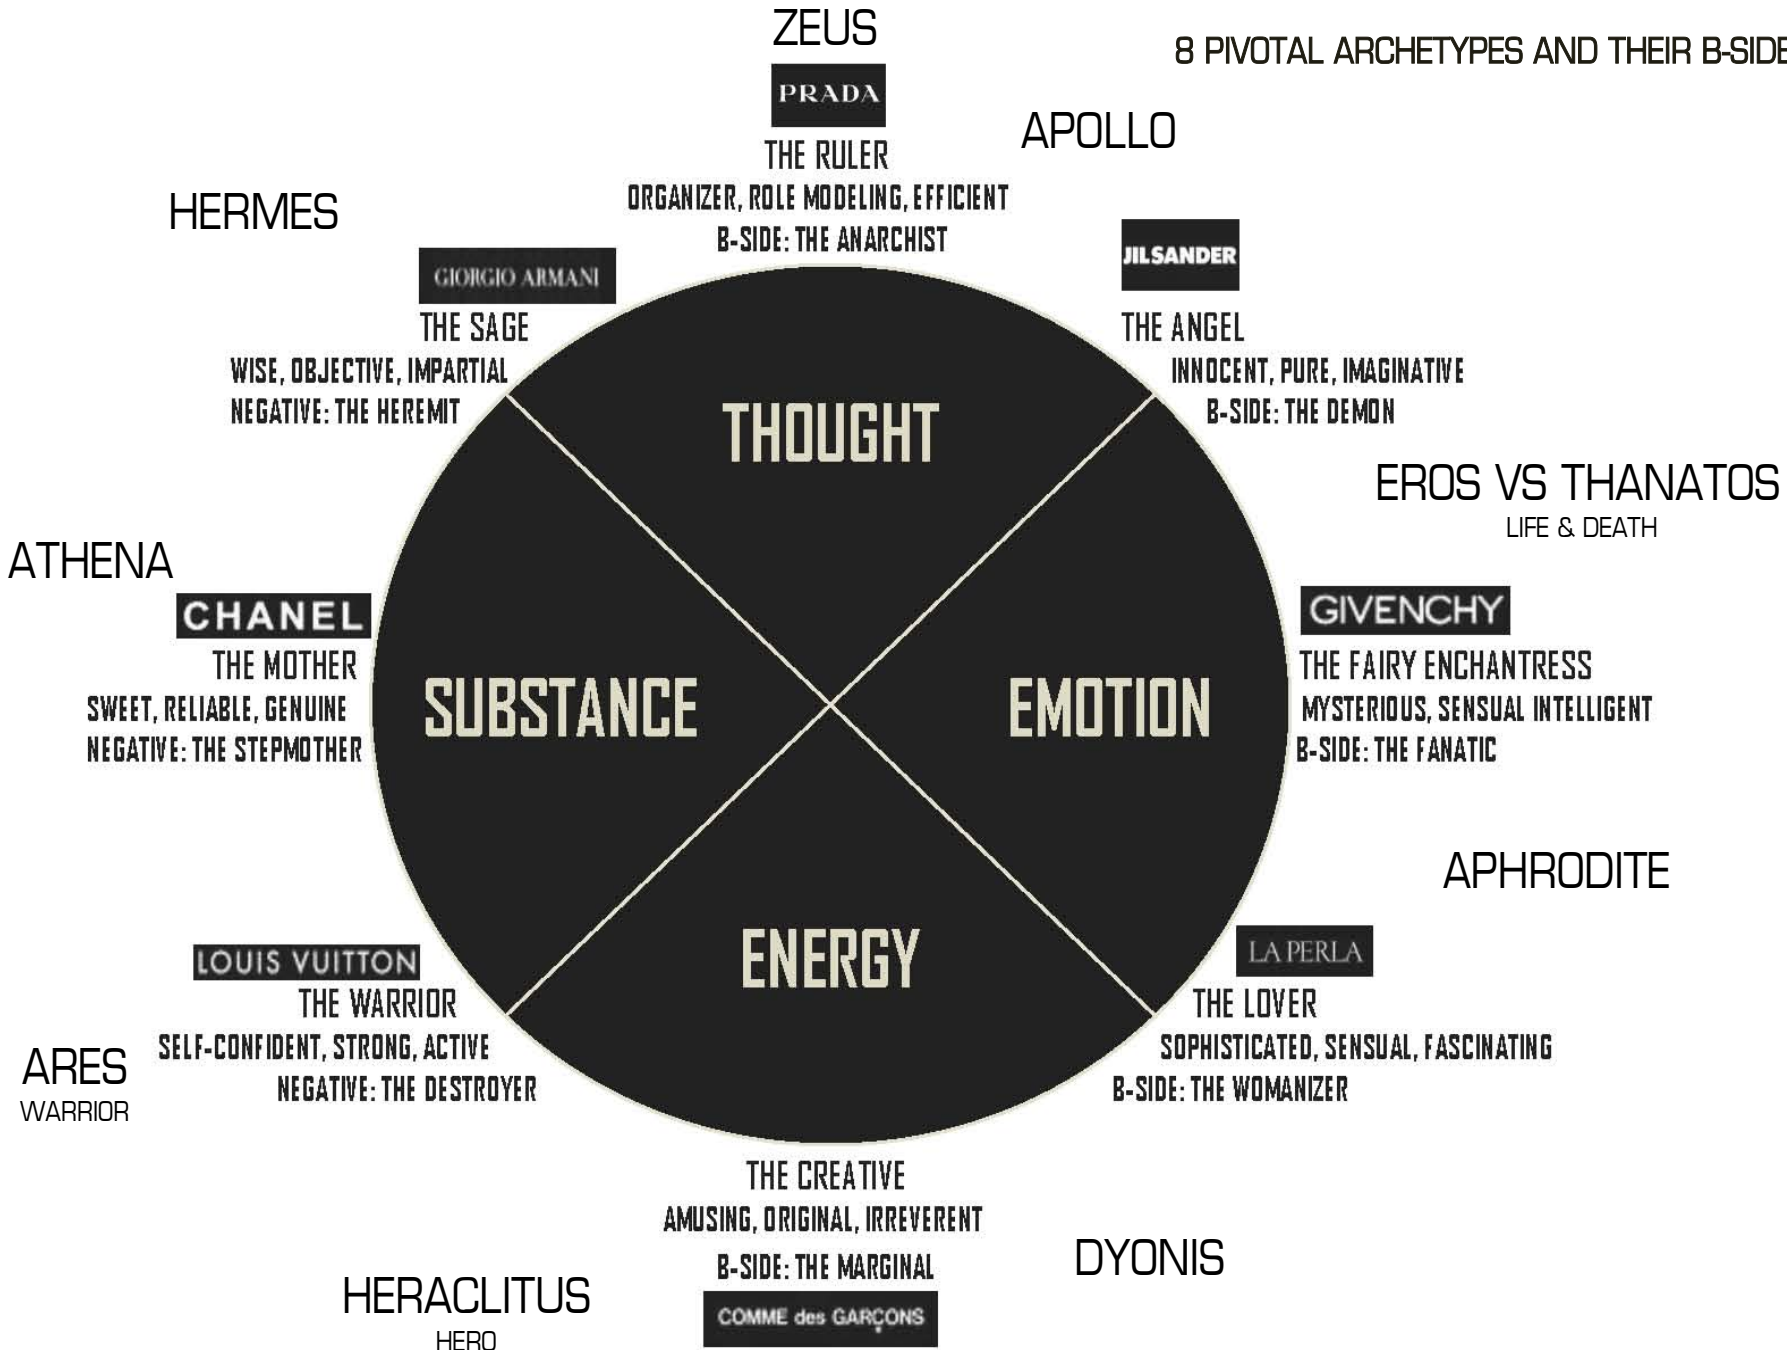 ZEUS
8 PIVOTAL ARCHETYPES AND THEIR B-SIDE
PRADA
THE RULER
ORGANIZER, ROLE MODELING, EFFICIENT
B-SIDE: THE ANARCHIST
APOLLO
HERMES
GIORGIO ARMANI
THE SAGE
WISE, OBJECTIVE, IMPARTIAL
NEGATIVE: THE HEREMIT
JIL SANDER
THE ANGEL
INNOCENT, PURE, IMAGINATIVE
B-SIDE: THE DEMON
THOUGHT
EROS VS THANATOS
LIFE & DEATH
ATHENA
CHANEL
THE MOTHER
SWEET, RELIABLE, GENUINE
NEGATIVE: THE STEPMOTHER
SUBSTANCE
EMOTION
GIVENCHY
THE FAIRY ENCHANTRESS
MYSTERIOUS, SENSUAL INTELLIGENT
B-SIDE: THE FANATIC
APHRODITE
ENERGY
LOUIS VUITTON
THE WARRIOR
SELF-CONFIDENT, STRONG, ACTIVE
NEGATIVE: THE DESTROYER
ARES
WARRIOR
LA PERLA
THE LOVER
SOPHISTICATED, SENSUAL, FASCINATING
B-SIDE: THE WOMANIZER
THE CREATIVE
AMUSING, ORIGINAL, IRREVERENT
B-SIDE: THE MARGINAL
COMME des GARÇONS
DYONIS
HERACLITUS
HERO